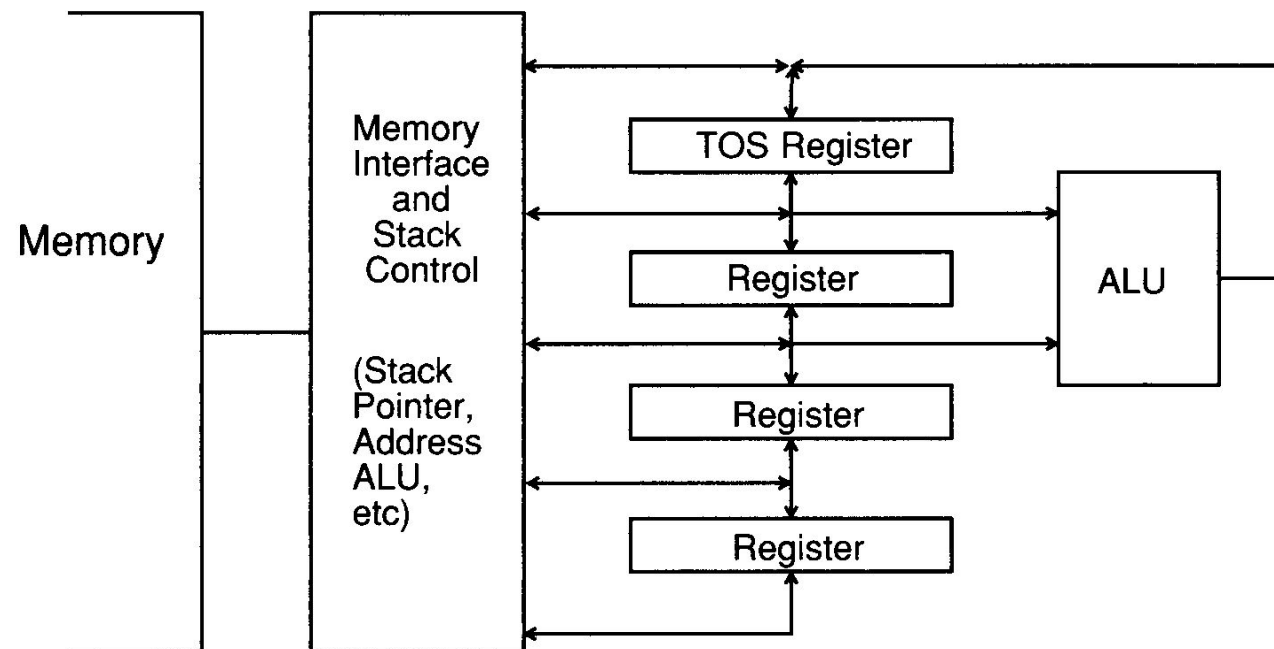 Memory
Memory
Interface
and
Stack
Control
(Stack
Pointer,
Address
ALU,
etc)
TOS Register
Register
Register
Register
ALU